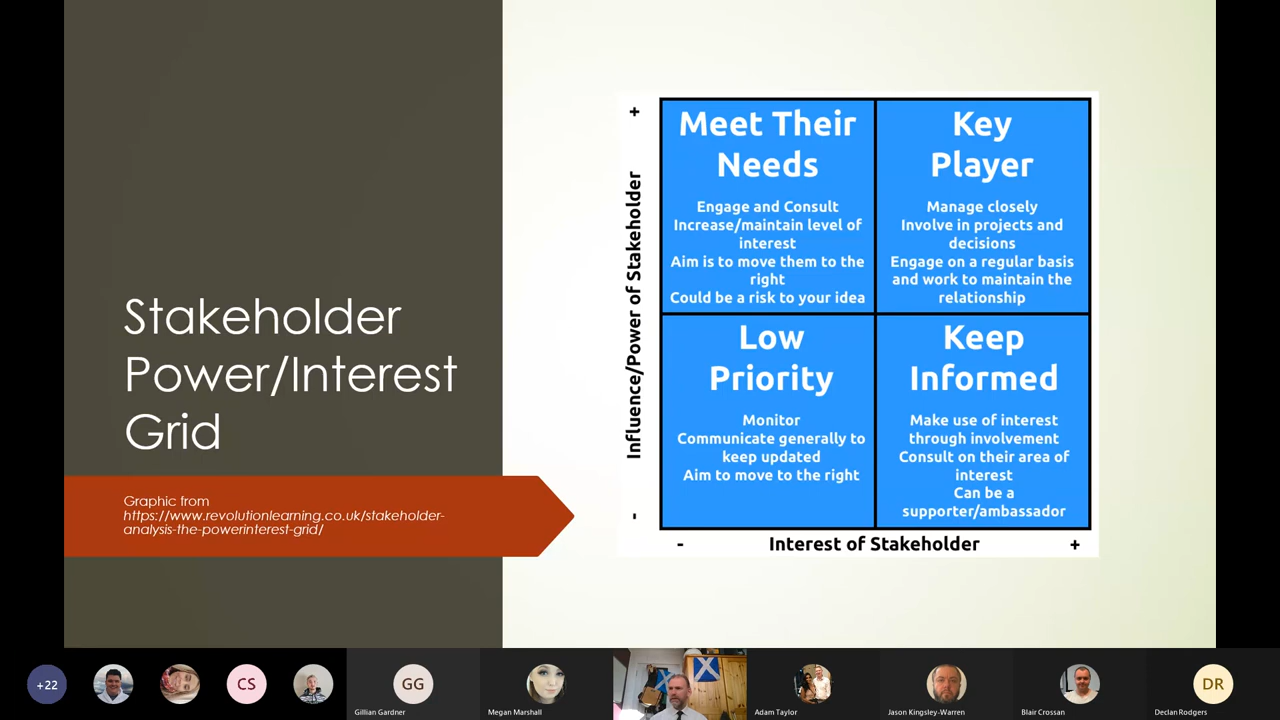 Stakeholder
Power/Interest
Grid
Graphic from
https://www.revolutionlearning.co.uk/stakeholder-
analysis-the-powerinterest-grid/
+
Influence/Power of Stakeholder
-
Meet Their
Needs
Engage and Consult
Increase/maintain level of
interest
Aim is to move them to the
right
Could be a risk to your idea
Key
Player
Manage closely
Involve in projects and
decisions
Engage on a regular basis
and work to maintain the
relationship
Low
Priority
Monitor
Communicate generally to
keep updated
Aim to move to the right
Keep
Informed
Make use of interest
through involvement
Consult on their area of
interest
Can be a
supporter/ambassador
- Interest of Stakeholder +
+22
CS
GG
Gillian Gardner
Megan Marshall
Adam Taylor
Jason Kingsley-Warren
Blair Crossan
DR
Declan Rodgers